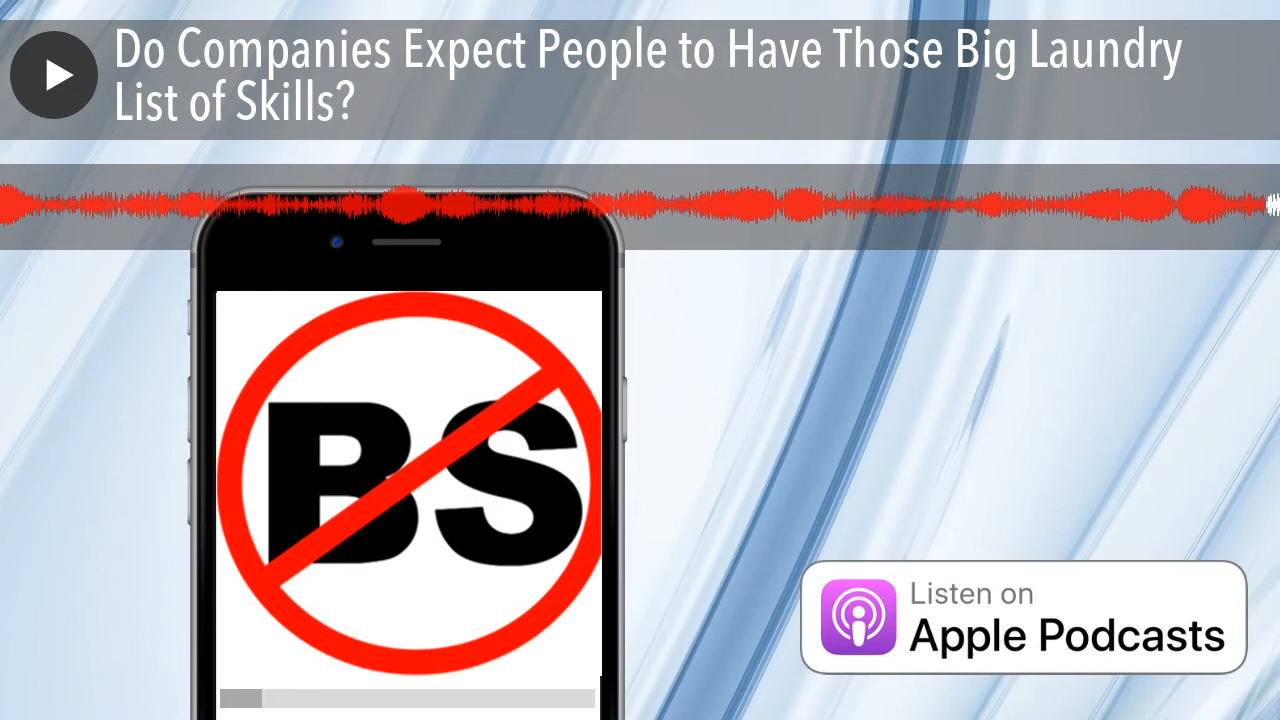 Do Companies Expect People to Have Those Big Laundry
List of Skills?
BS
Listen on
Apple Podcasts